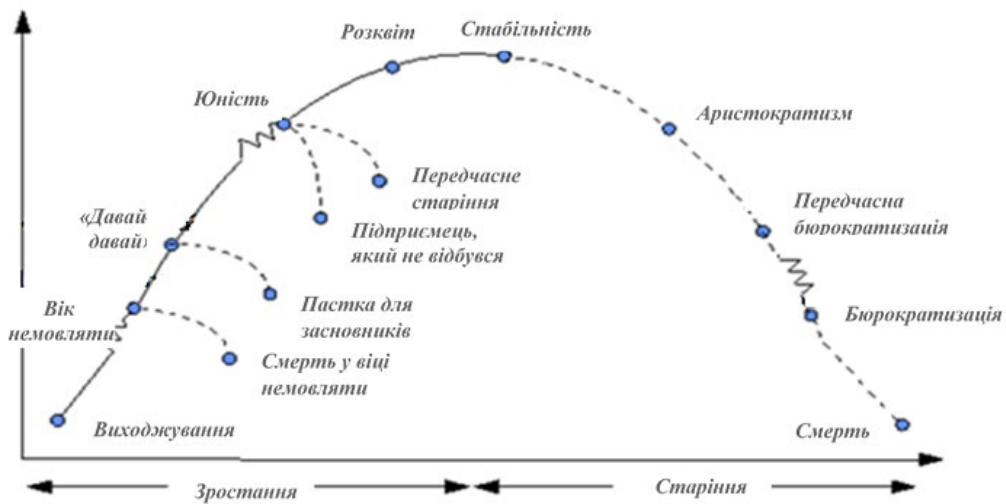 Розквіт
Стабільність
Юність
Аристократизм
Передчасне
старіння
Передчасна
бюрократизація
«Давай
давай»
Підприємець,
який не відбувся
Вік
немовляти
Пастка для
засновників
Бюрократизація
Смерть у віці
немовляти
Виходжування
Смерть
Зростання
Старіння